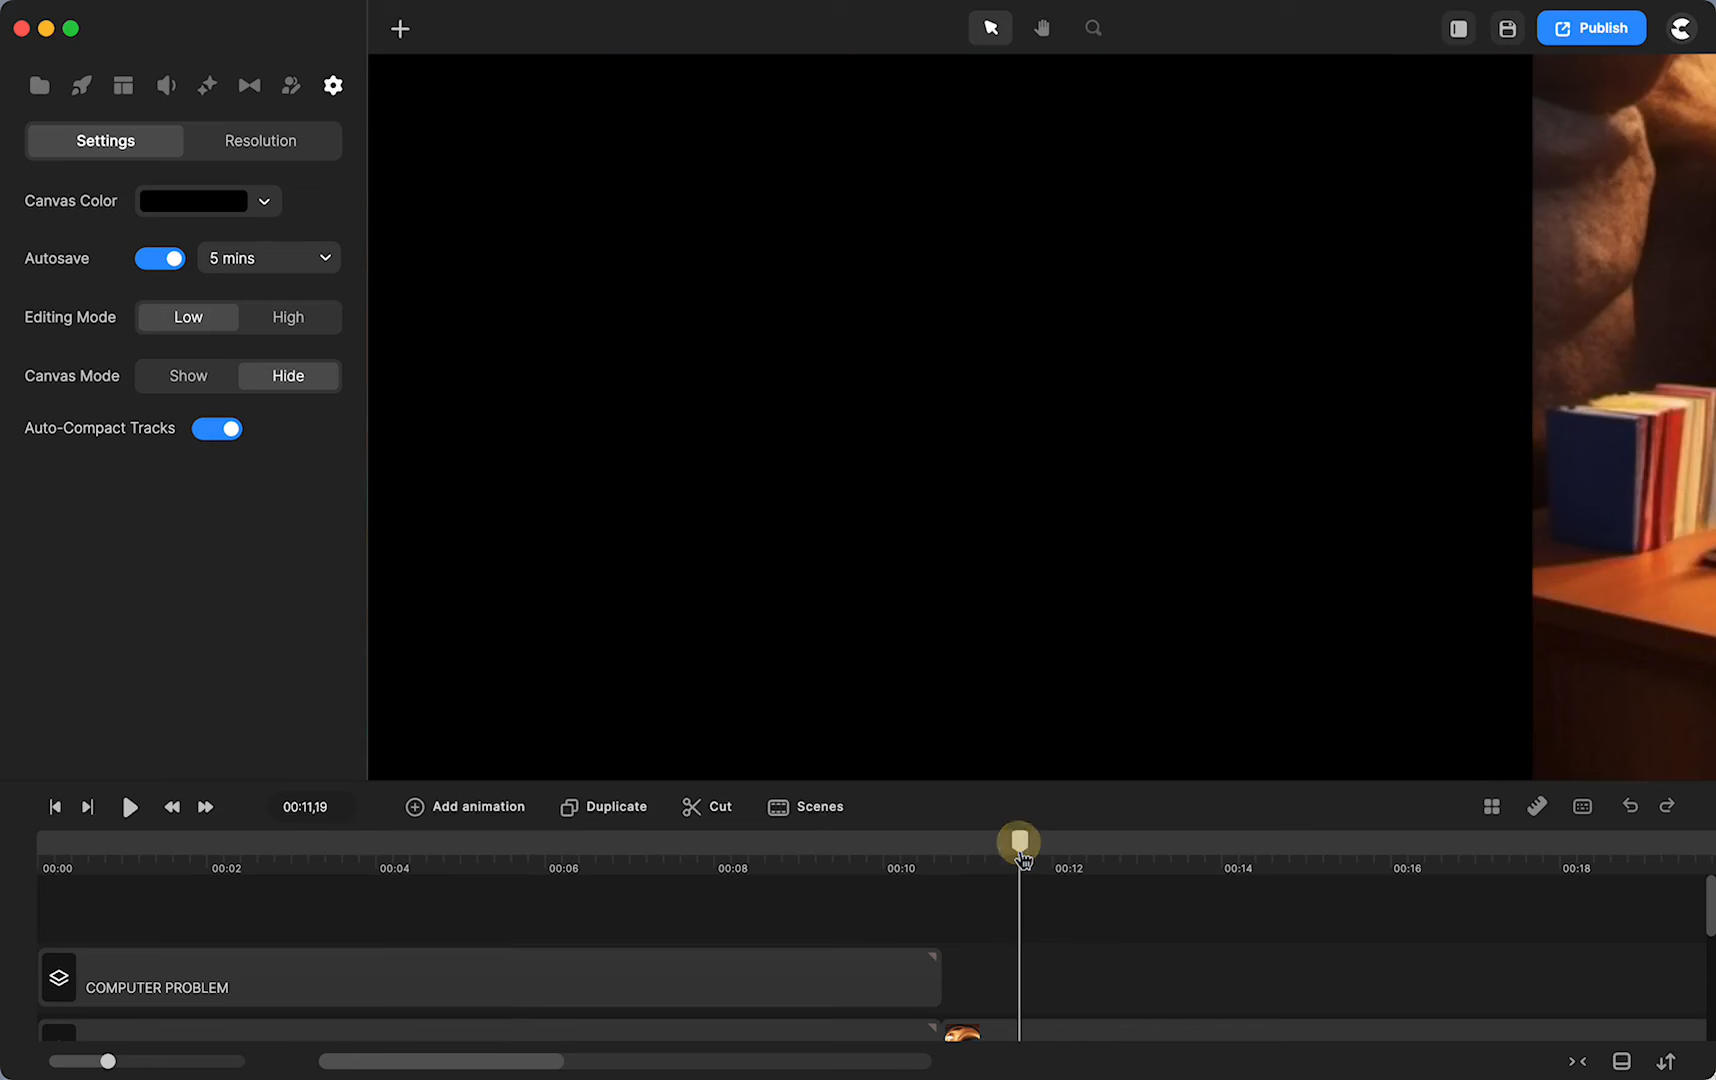 Publish
Settings
Resolution
Canvas Color
Autosave
5 mins
Editing Mode
Low
High
Canvas Mode
Show
Hide
Auto-Compact Tracks
00:11,19
Add animation
Duplicate
Cut
Scenes
00:00
00:02
00:04
00:06
00:08
00:10
00:12
00:14
00:16
00:18
COMPUTER PROBLEM